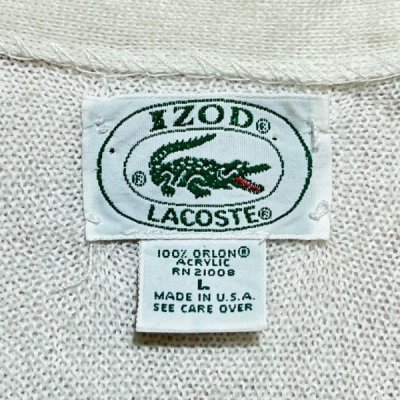 IZOD®
® ®
LACOSTE®
100% ORLON®
ACRYLIC
RN 21008
L
MADE IN U.S.A.
SEE CARE OVER